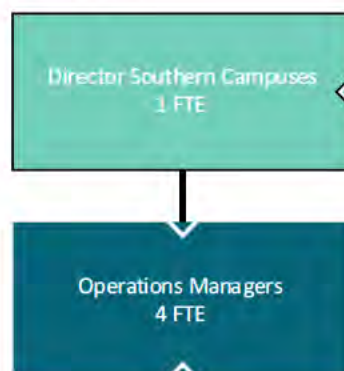 Director Southern Campuses
1 FTE
Operations Managers
4 FTE